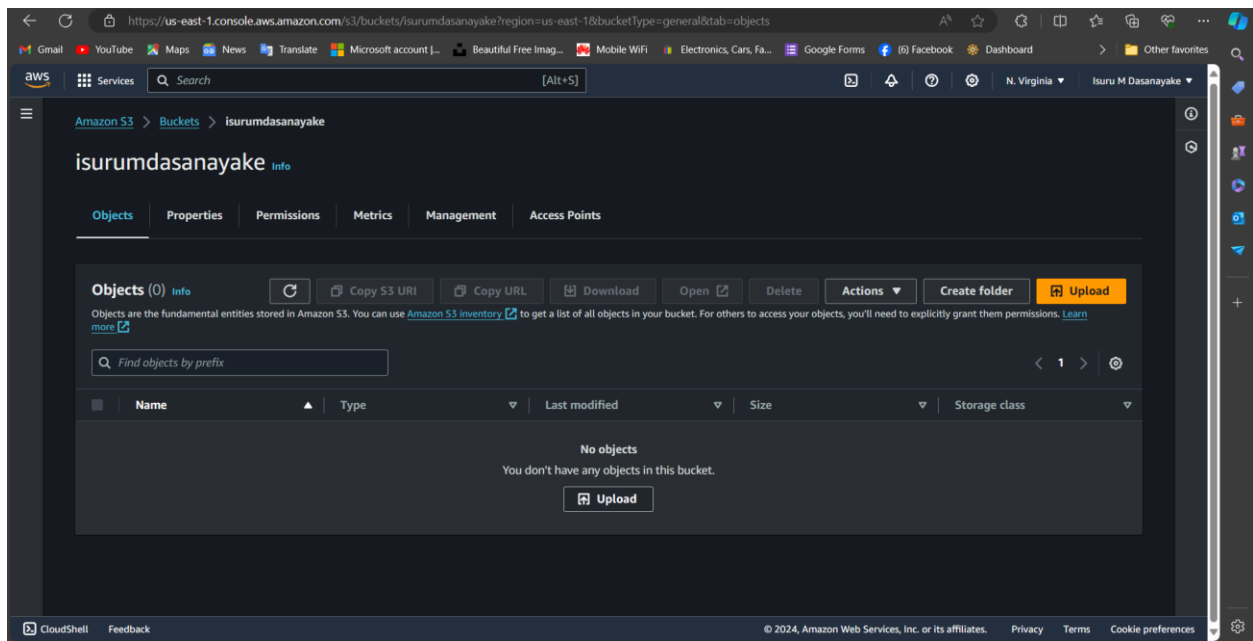 https://us-east-1.console.aws.amazon.com/s3/buckets/isurumdasanayake?region=us-east-1&bucketType=general&tab=objects
Gmail YouTube Maps News Translate Microsoft account |... Beautiful Free Imag... Mobile WiFi Electronics, Cars, Fa... Google Forms (6) Facebook Dashboard Other favorites
aws Services Search [Alt+S] N. Virginia ▼ Isuru M Dasanayake ▼
Amazon S3 > Buckets > isurumdasanayake
isurumdasanayake Info
Objects Properties Permissions Metrics Management Access Points
Objects (0) Info Copy S3 URI Copy URL Download Open Delete Actions ▼ Create folder Upload
Objects are the fundamental entities stored in Amazon S3. You can use Amazon S3 inventory to get a list of all objects in your bucket. For others to access your objects, you'll need to explicitly grant them permissions. Learn
more
Find objects by prefix < 1 >
Name Type Last modified Size Storage class
No objects
You don't have any objects in this bucket.
Upload
CloudShell Feedback © 2024, Amazon Web Services, Inc. or its affiliates. Privacy Terms Cookie preferences